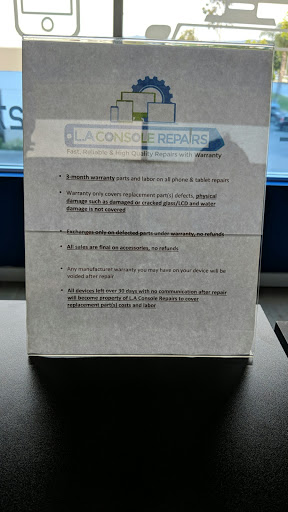 L.A CONSOLE REPAIRS
Fast, Reliable & High Quality Repairs with Warranty
3-month warranty parts and labor on all phone & tablet repairs
Warranty only covers replacement part(s) defects, physical
damage such as damaged or cracked glass/LCD and water
damage is not covered
Exchanges only on defected parts under warranty, no refunds
All sales are final on accessories, no refunds
Any manufacturer warranty you may have on your device will be
voided after repair
All devices left over 30 days with no communication after repair
will become property of L.A Console Repairs to cover
replacement part(s) costs and labor